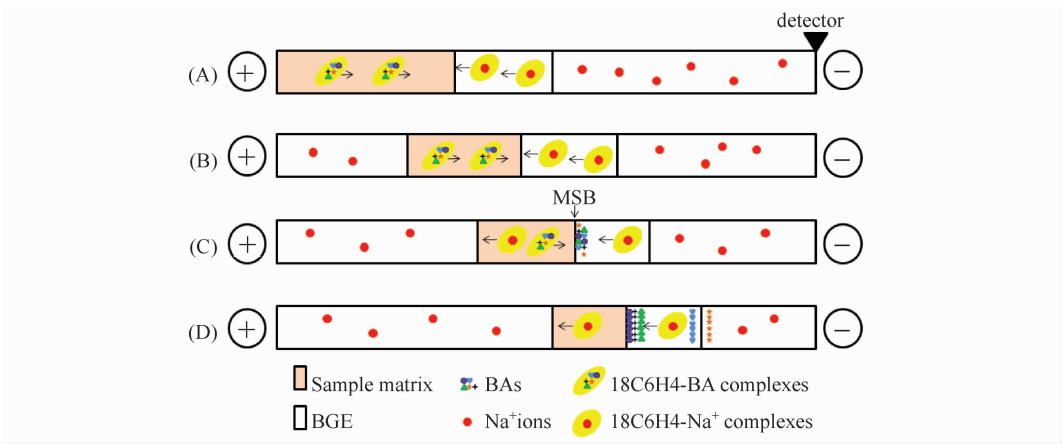 detector
(A) + −
(B) + −
MSB
(C) + −
(D) + −
Sample matrix BAs 18C6H4-BA complexes
BGE Na+ions 18C6H4-Na+ complexes